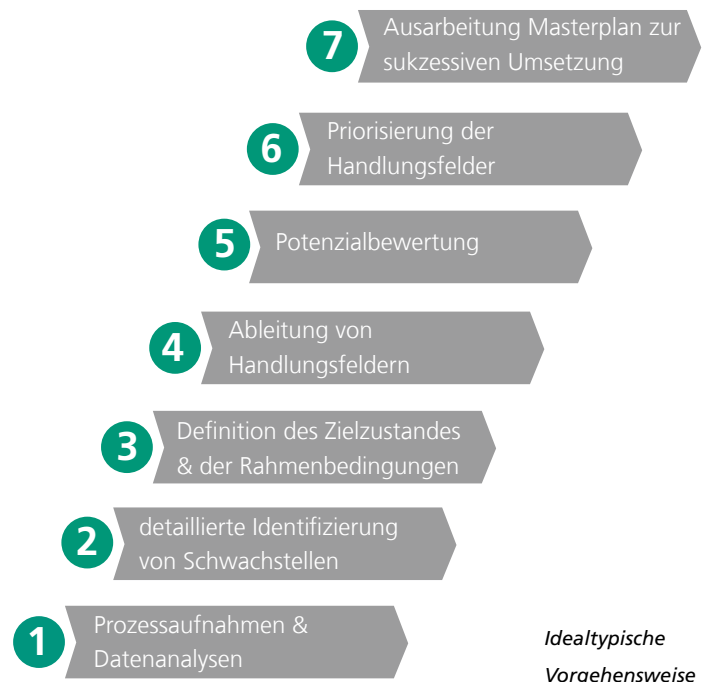 7
Ausarbeitung Masterplan zur
sukzessiven Umsetzung
6
Priorisierung der
Handlungsfelder
5
Potenzialbewertung
4
Ableitung von
Handlungsfeldern
3
Definition des Zielzustandes
& der Rahmenbedingungen
2
detaillierte Identifizierung
von Schwachstellen
1
Prozessaufnahmen &
Datenanalysen
Idealtypische
Vorgehensweise